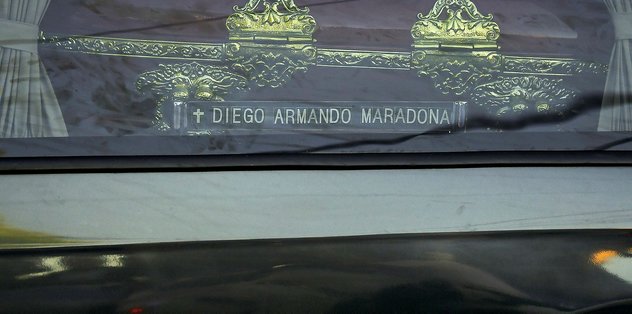 ✝ DIEGO ARMANDO MARADONA